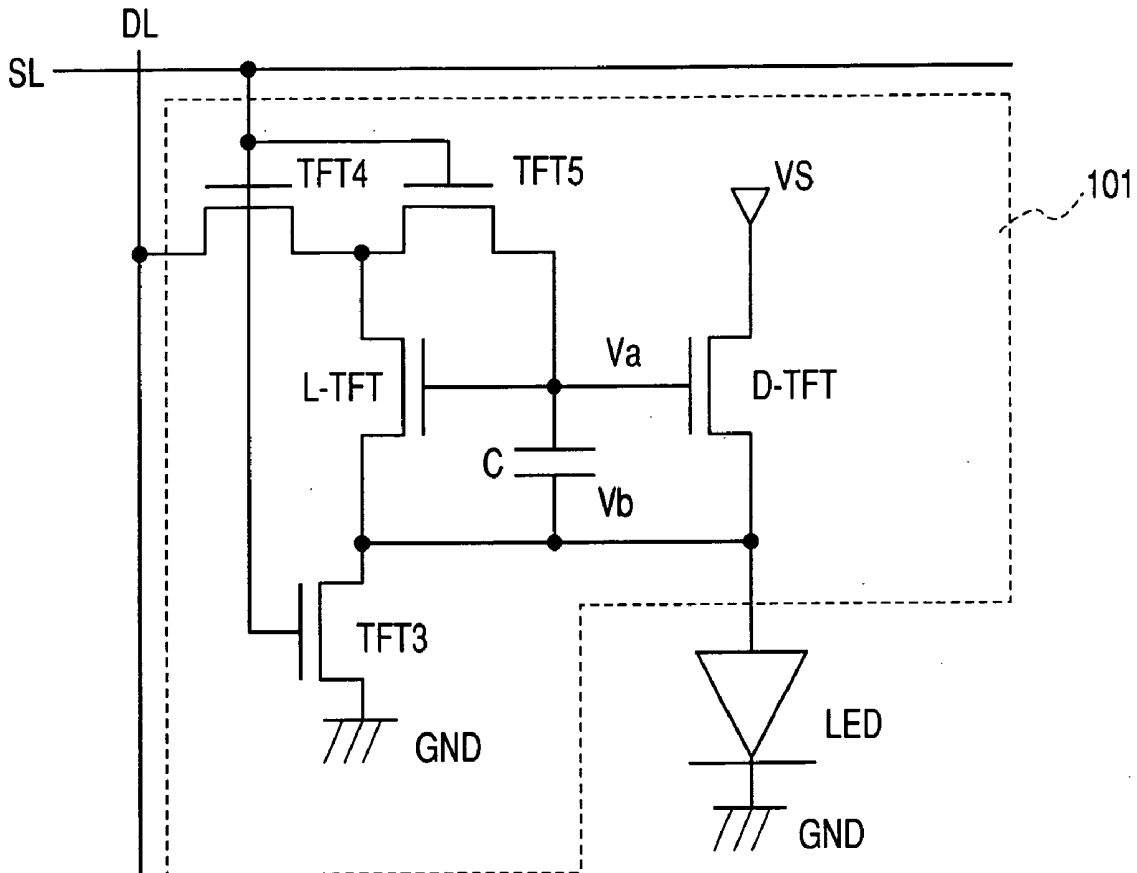 DL
SL
TFT4
TFT5
VS
101
L-TFT
Va
D-TFT
C
Vb
TFT3
GND
LED
GND